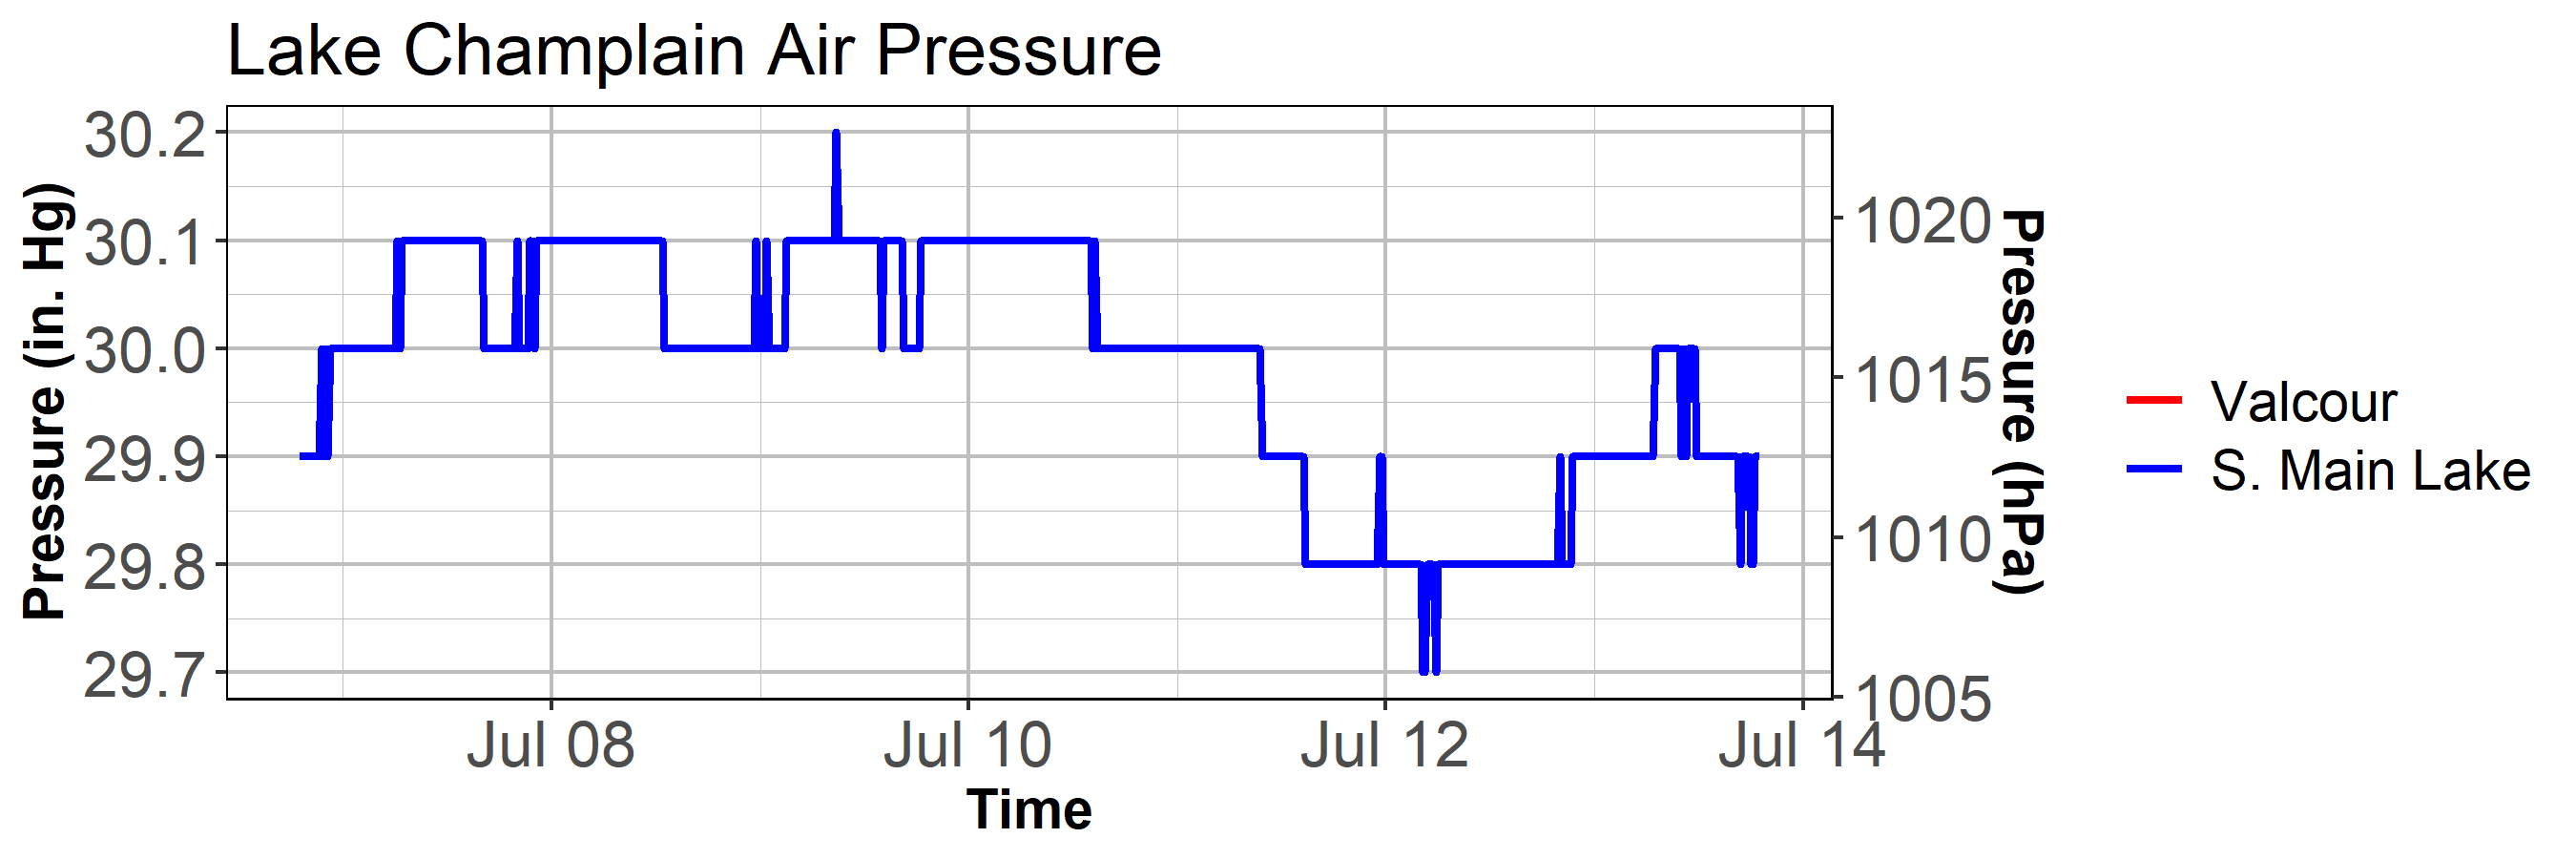 Lake Champlain Air Pressure
30.2
30.1
30.0
29.9
29.8
29.7
Pressure (in. Hg)
1020
1015
1010
1005
Pressure (hPa)
Jul 08
Jul 10
Jul 12
Jul 14
Time
Valcour
S. Main Lake